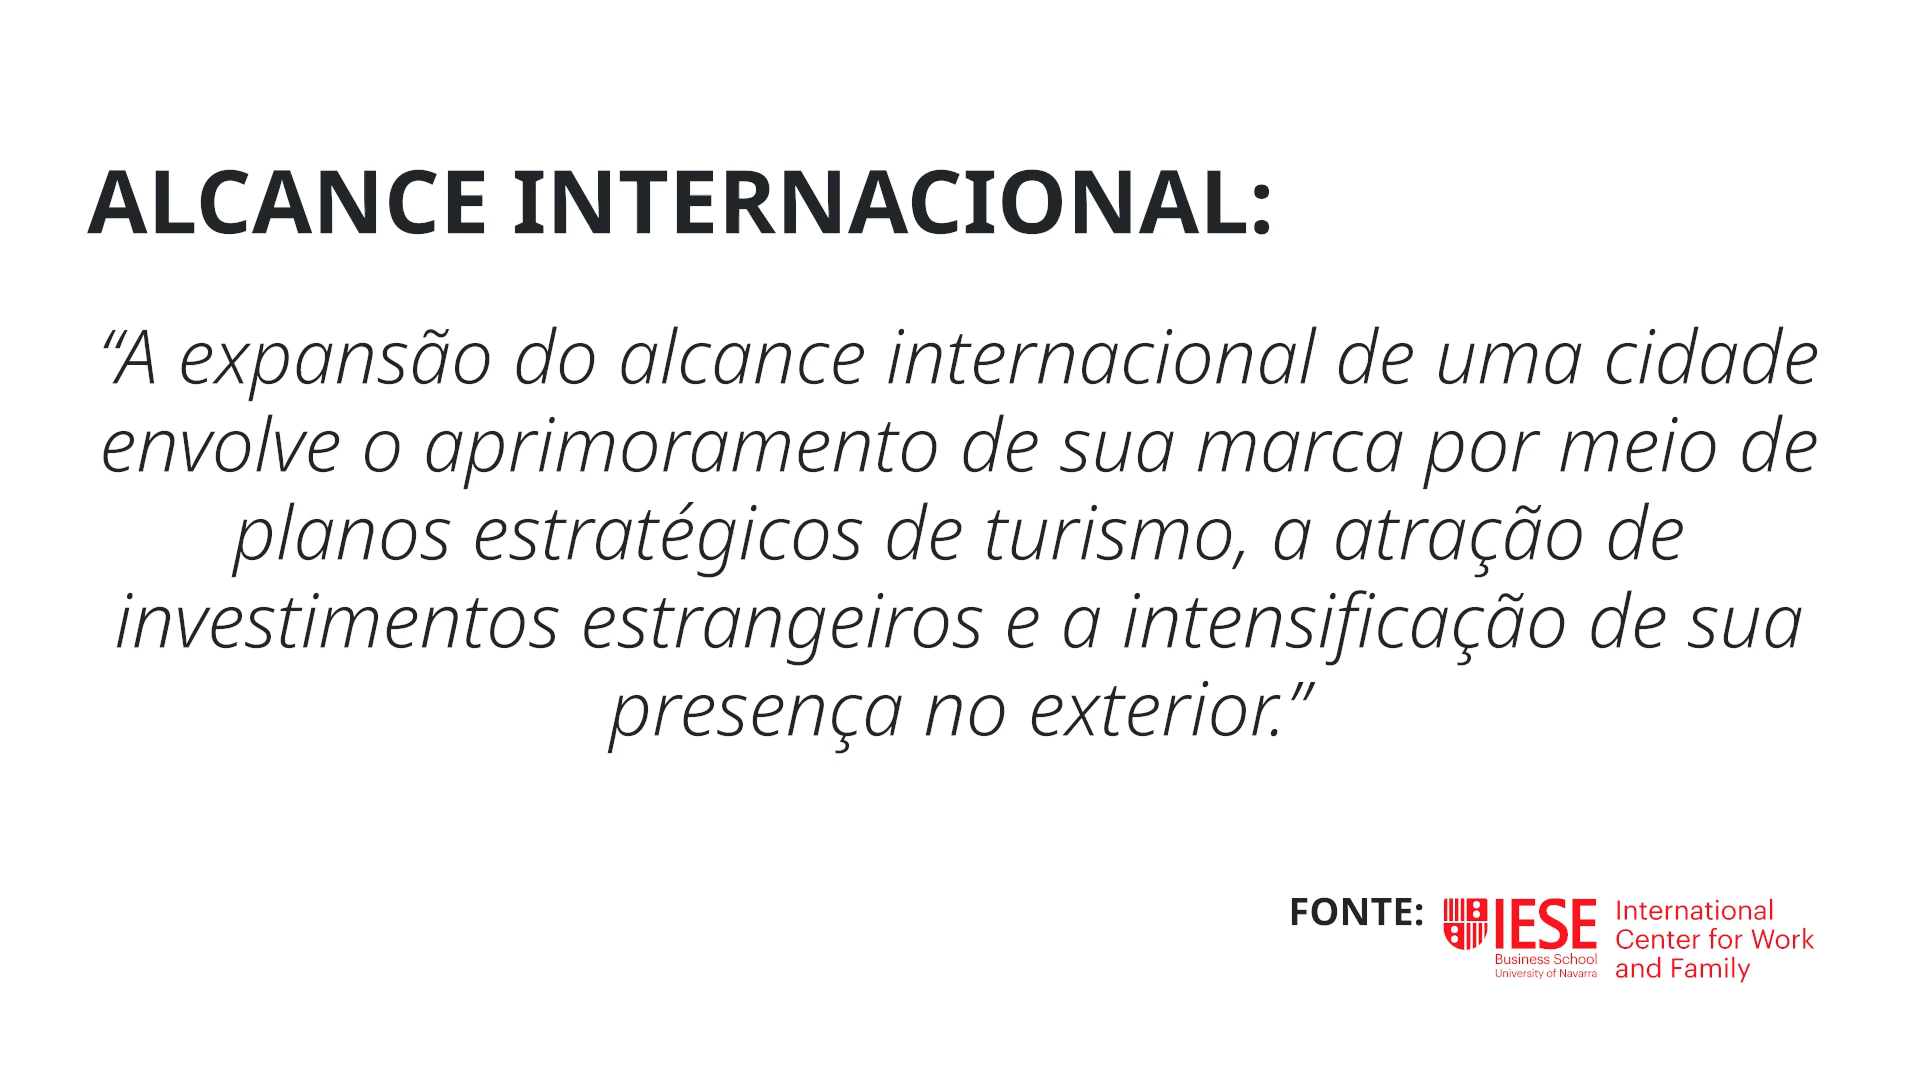 ALCANCE INTERNACIONAL:
“A expansão do alcance internacional de uma cidade
envolve o aprimoramento de sua marca por meio de
planos estratégicos de turismo, a atração de
investimentos estrangeiros e a intensificação de sua
presença no exterior.”
FONTE:
IESE
Business School
University of Navarra
International
Center for Work
and Family